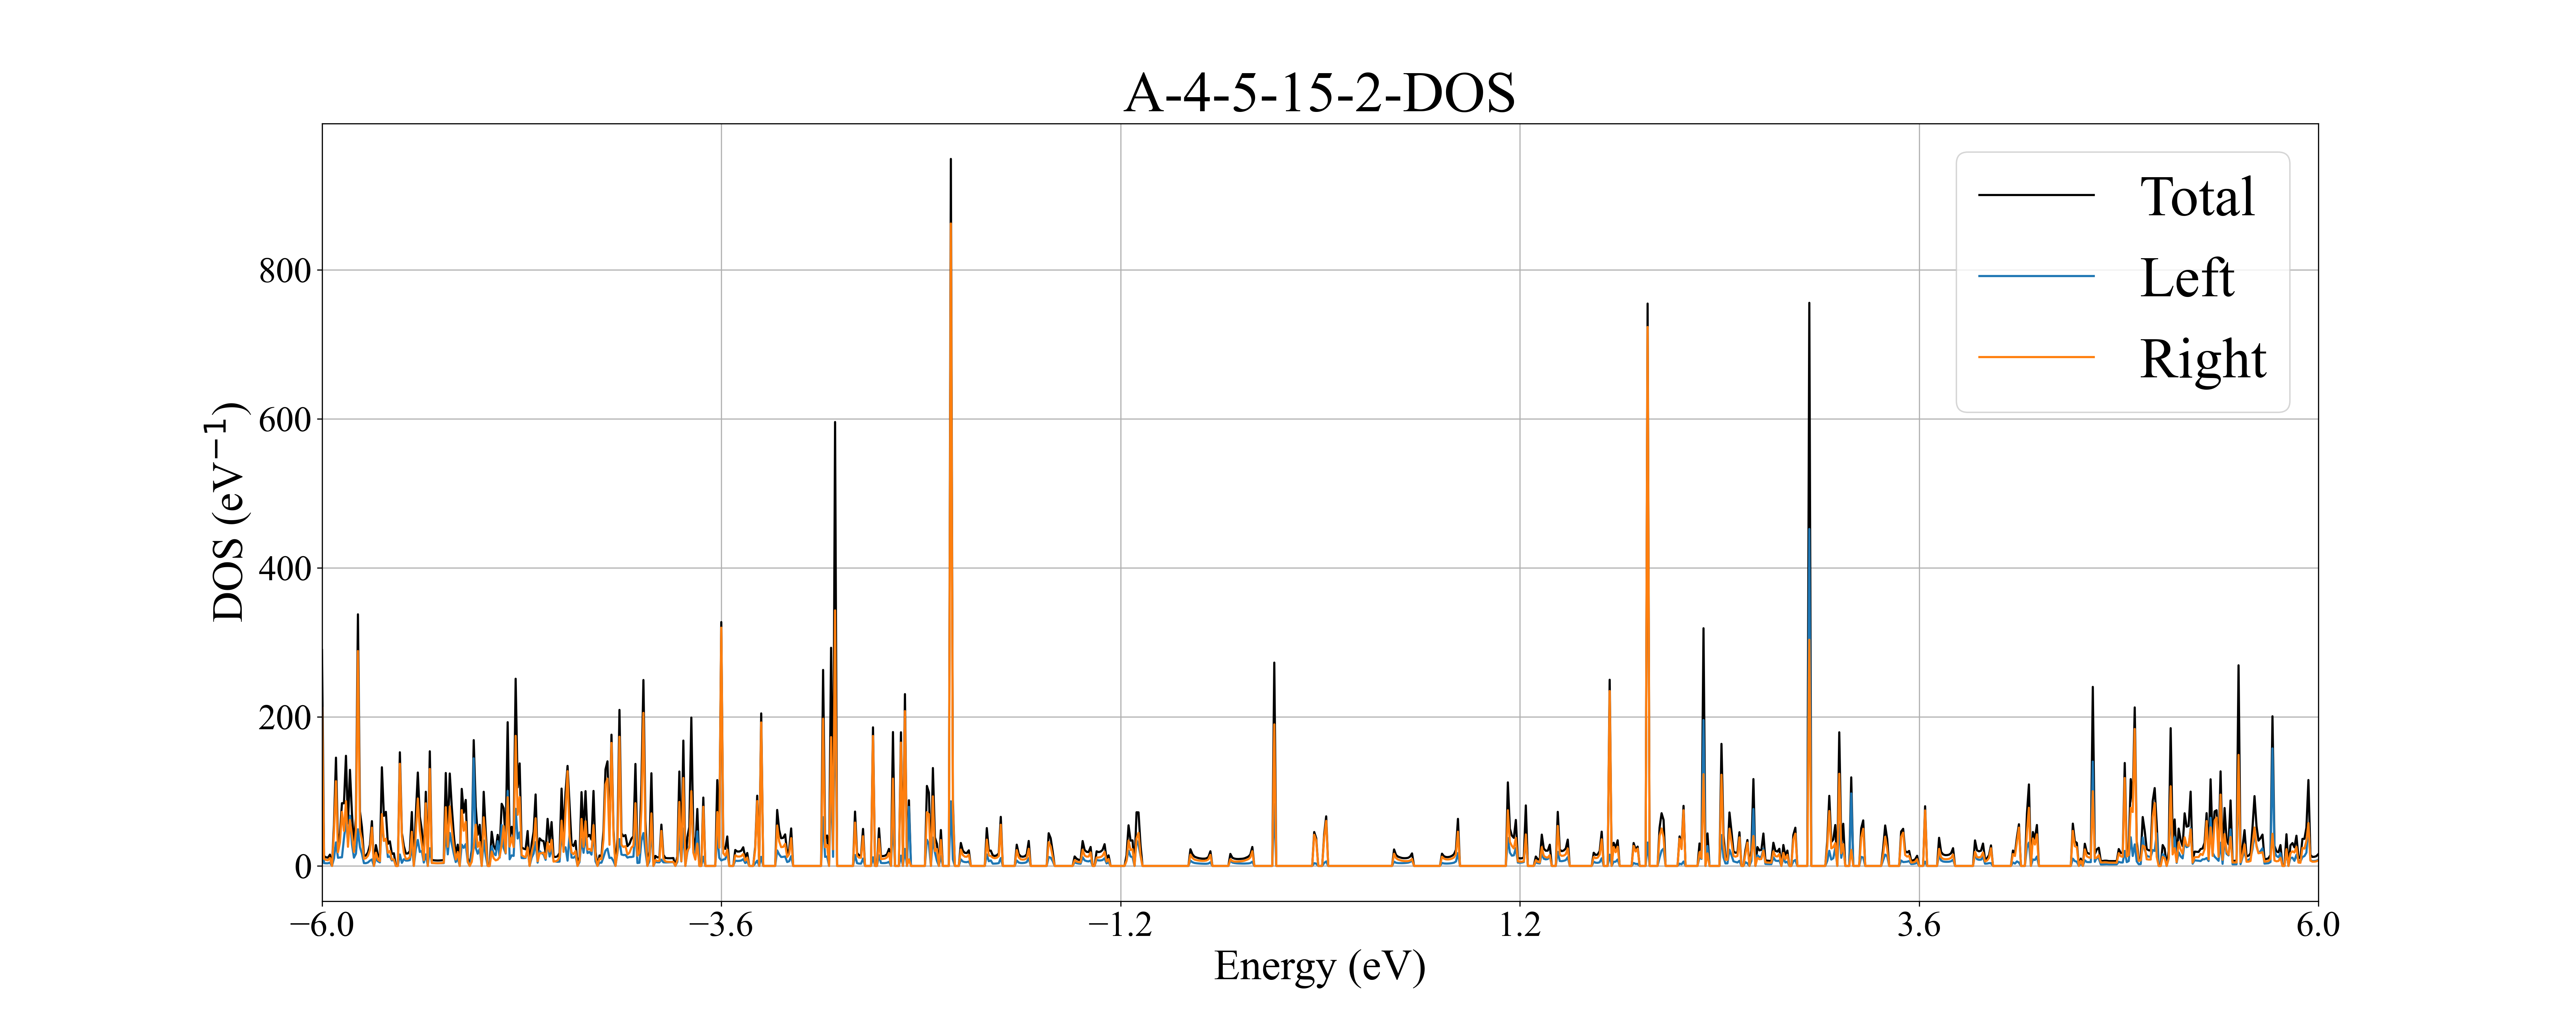 A-4-5-15-2-DOS
Total
Left
Right
800
600
400
200
0
DOS (eV⁻¹)
−6.0
−3.6
−1.2
1.2
3.6
6.0
Energy (eV)